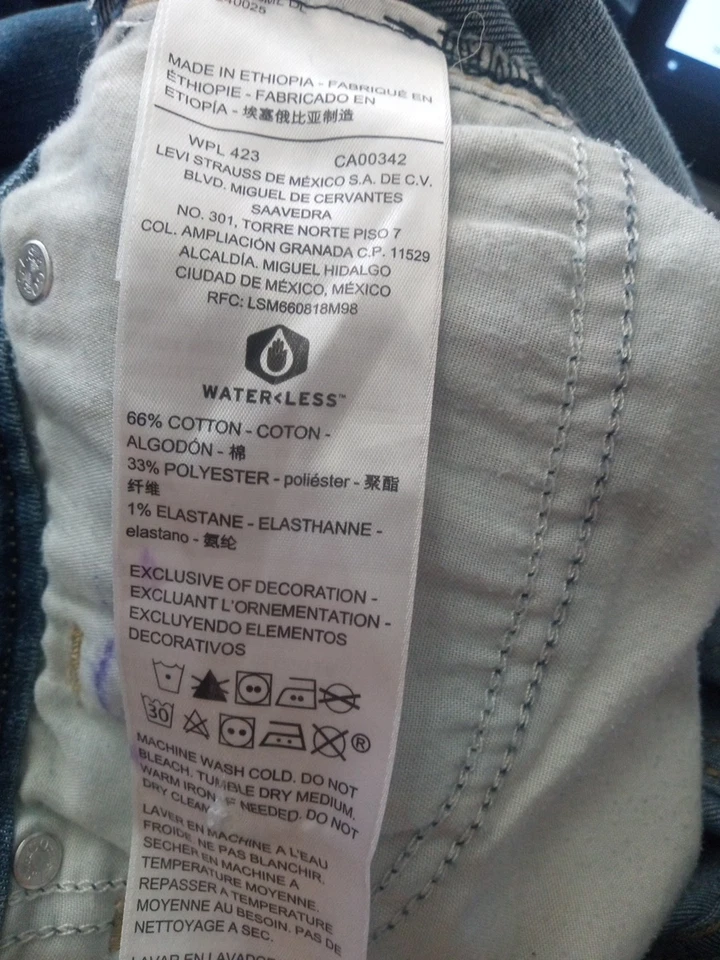 40025
MADE IN ETHIOPIA - FABRIQUÉ EN
ÉTHIOPIE - FABRICADO EN
ETIOPÍA - 埃塞俄比亚制造
WPL 423 CA00342
LEVI STRAUSS DE MÉXICO S.A. DE C.V.
BLVD. MIGUEL DE CERVANTES
SAAVEDRA
NO. 301, TORRE NORTE PISO 7
COL. AMPLIACIÓN GRANADA C.P. 11529
ALCALDÍA. MIGUEL HIDALGO
CIUDAD DE MÉXICO, MÉXICO
RFC: LSM660818M98
WATER<LESS™
66% COTTON - COTON -
ALGODÓN - 棉
33% POLYESTER - poliéster - 聚酯
纤维
1% ELASTANE - ELASTHANNE -
elastano - 氨纶
EXCLUSIVE OF DECORATION -
EXCLUANT L'ORNEMENTATION -
EXCLUYENDO ELEMENTOS
DECORATIVOS
30 ®
MACHINE WASH COLD. DO NOT
BLEACH. TUMBLE DRY MEDIUM.
WARM IRON IF NEEDED. DO NOT
DRY CLEAN
LAVER EN MACHINE A L'EAU
FROIDE. NE PAS BLANCHIR.
SECHER EN MACHINE A
TEMPERATURE MOYENNE.
REPASSER A TEMPERATURE
MOYENNE AU BESOIN. PAS DE
NETTOYAGE A SEC.
LAVAR EN LAVADO